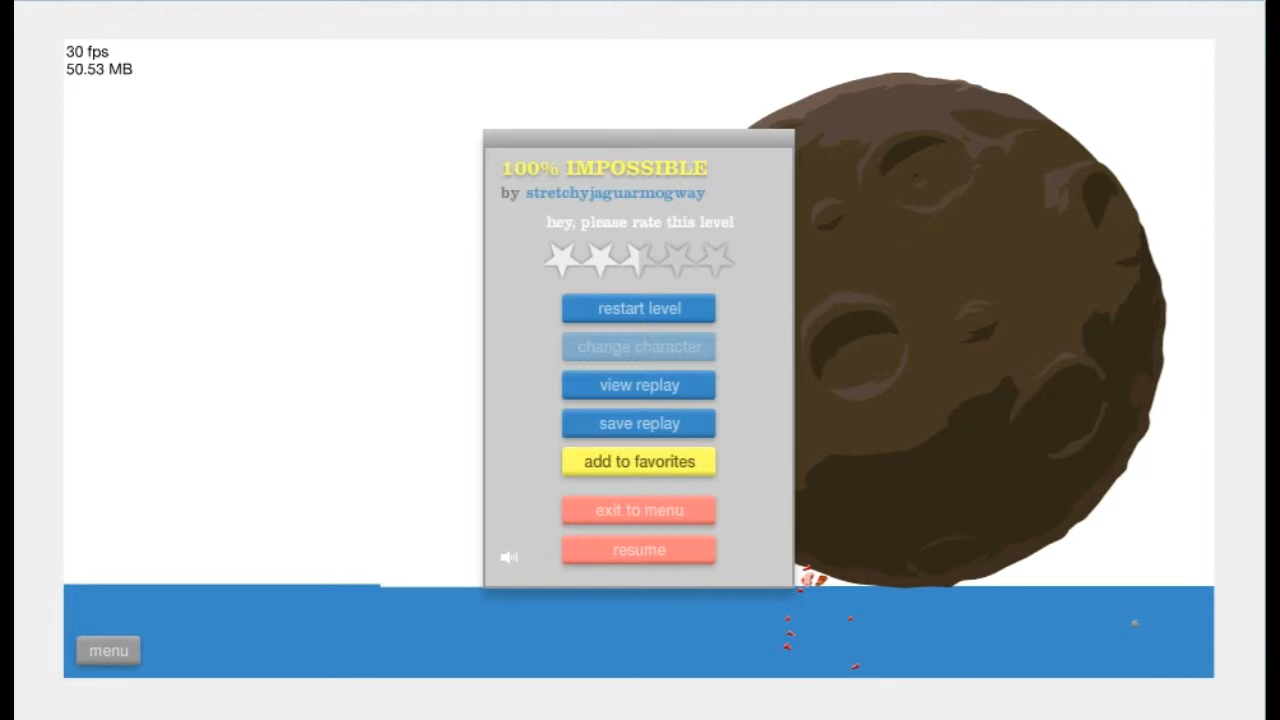 30 fps
50.53 MB
100% IMPOSSIBLE
by stretchyjaguarmogway
hey, please rate this level
restart level
change character
view replay
save replay
add to favorites
exit to menu
resume
menu